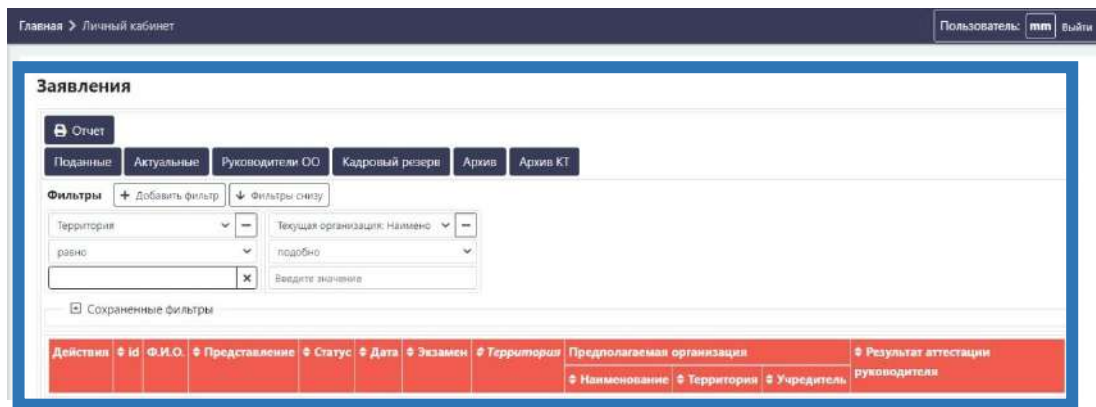 Главная > Личный кабинет
Пользователь: mm Выйти
Заявления
Отчет
Поданные Актуальные Руководители ОО Кадровый резерв Архив Архив КТ
Фильтры + Добавить фильтр ↓ Фильтры снизу
Территория Текущая организация: Наимено
равно подобно
Введите значение
Сохраненные фильтры
Действия id Ф.И.О. Представление Статус Дата Экзамен Территория Предполагаемая организация Результат аттестации
руководителя
Наименование Территория Учредитель